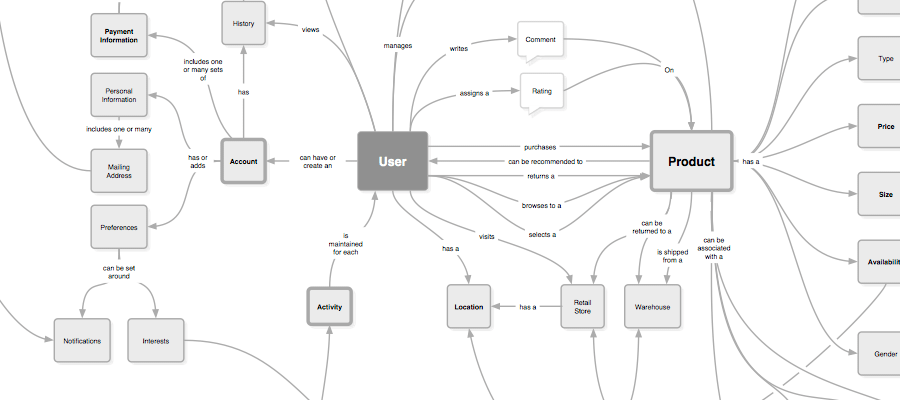 Payment
Information
History
views
manages
writes
Comment
On
Type
includes one
or many sets
of
Personal
Information
has
assigns a
Rating
Price
includes one or many
Mailing
Address
has or
adds
Account
can have or
create an
User
purchases
can be recommended to
returns a
browses to a
selects a
Product
has a
Size
Preferences
can be set
around
is
maintained
for each
has a
visits
can be
returned to a
is shipped
from a
can be
associated
with a
Activity
Location
has a
Retail
Store
Warehouse
Notifications
Interests
Gender